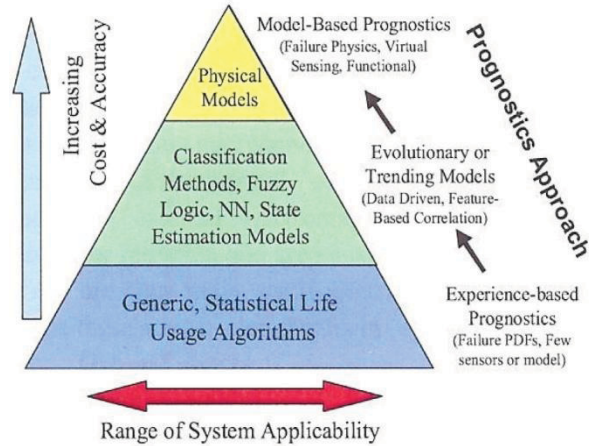 Model-Based Prognostics
(Failure Physics, Virtual
Sensing, Functional)
Prognostics Approach
Increasing
Cost & Accuracy
Physical
Models
Classification
Methods, Fuzzy
Logic, NN, State
Estimation Models
Evolutionary or
Trending Models
(Data Driven, Feature-
Based Correlation)
Generic, Statistical Life
Usage Algorithms
Experience-based
Prognostics
(Failure PDFs, Few
sensors or model)
Range of System Applicability